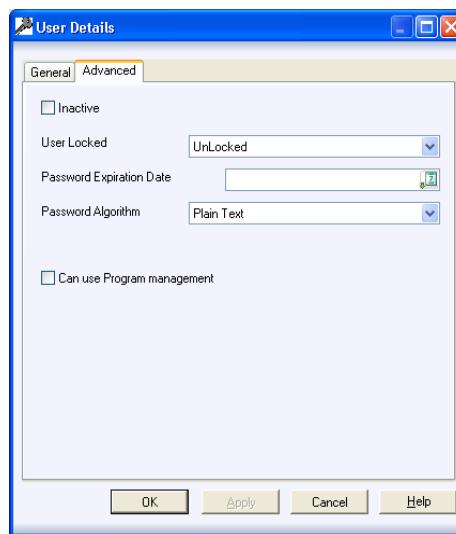 User Details
General Advanced
Inactive
User Locked UnLocked
Password Expiration Date
Password Algorithm Plain Text
Can use Program management
OK Apply Cancel Help